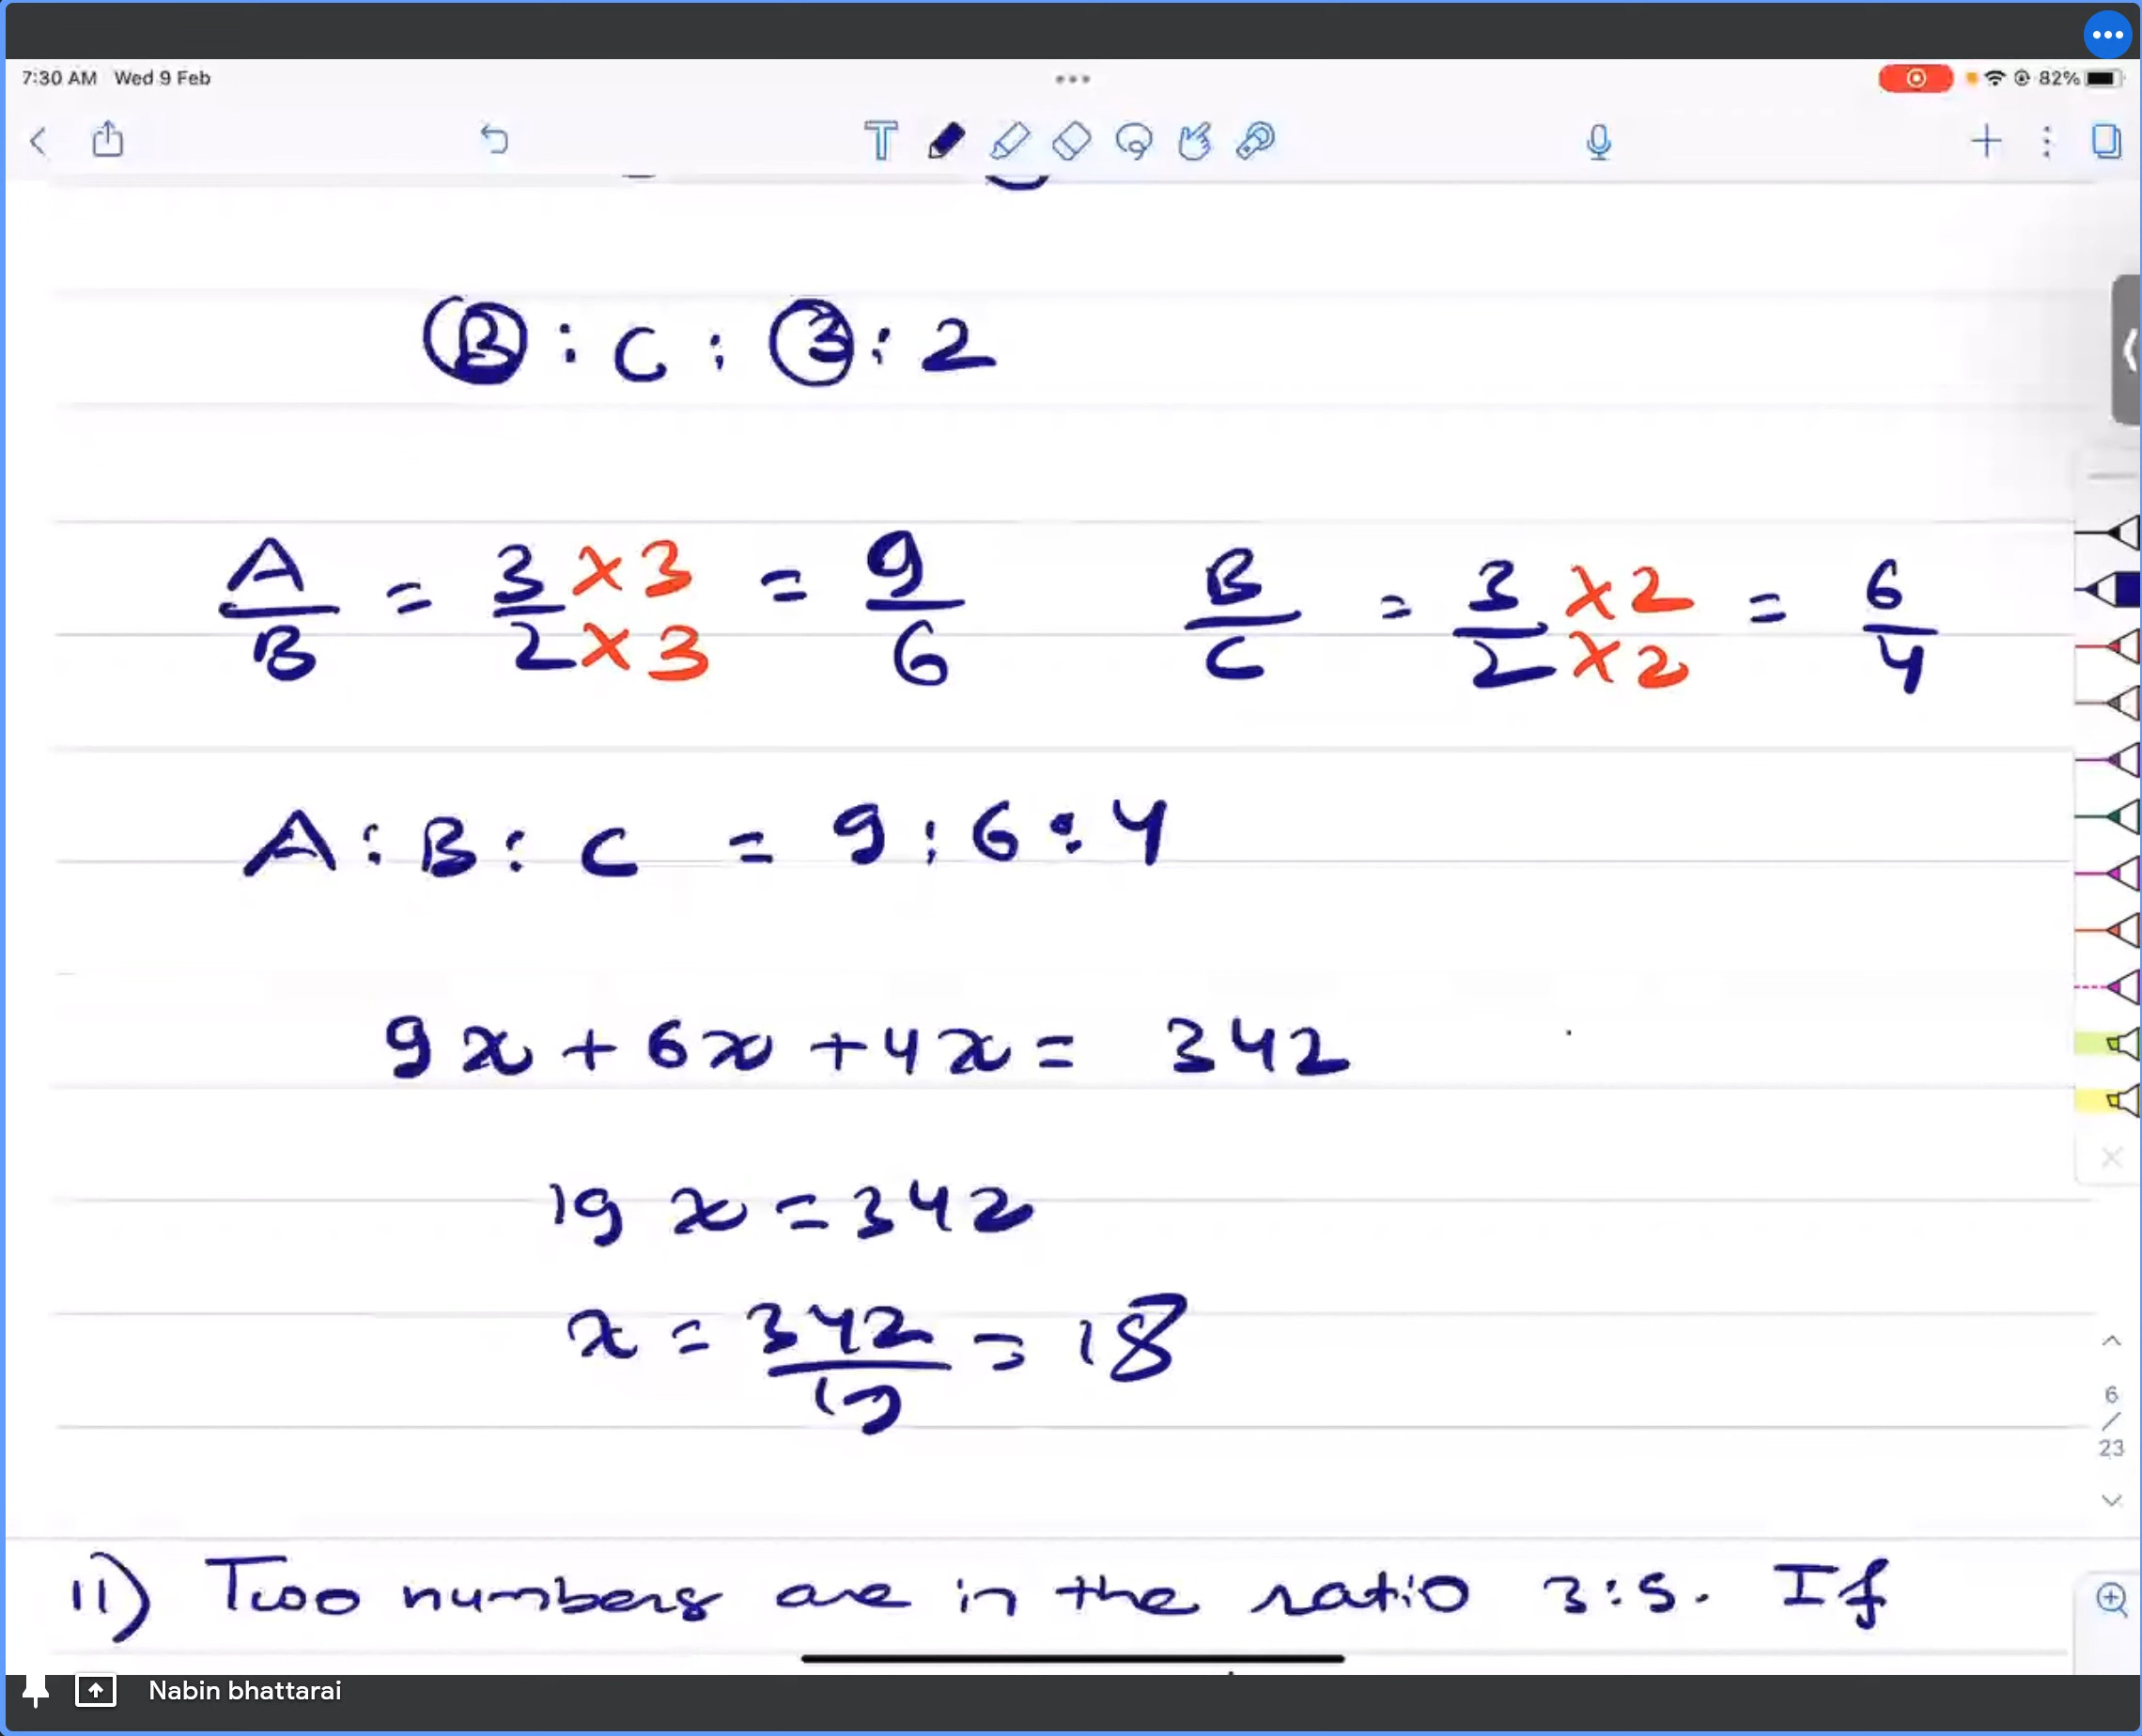 7:30 AM Wed 9 Feb
82%
T
B : C : 3 : 2
A/B = 3×3/2×3 = 9/6 B/C = 3×2/2×2 = 6/4
A : B : C = 9 : 6 : 4
9x + 6x + 4x = 342
19x = 342
x = 342/19 = 18
6
/
23
11) Two numbers are in the ratio 3:5. If
Nabin bhattarai